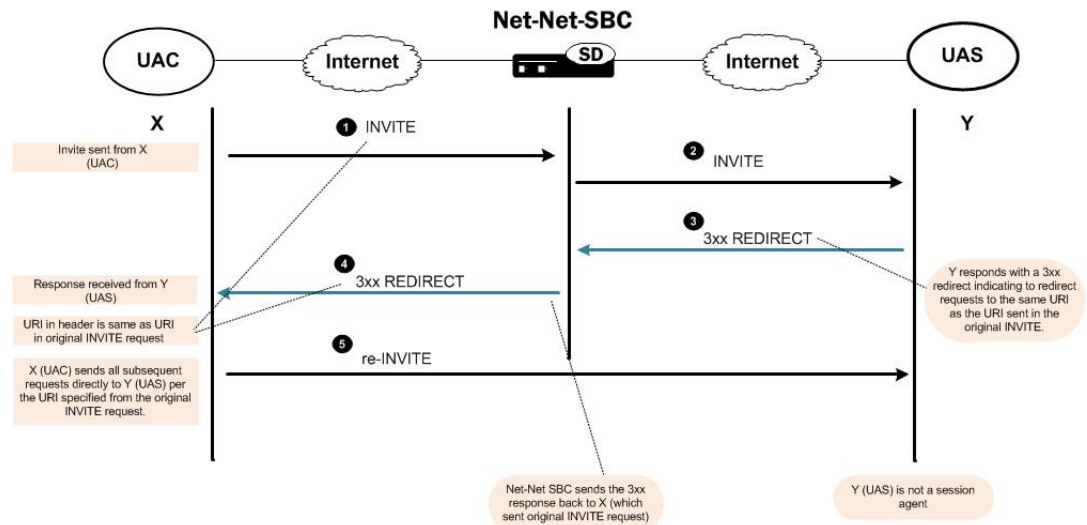 Net-Net-SBC
UAC
Internet
SD
Internet
UAS
X
Y
1 INVITE
Invite sent from X
(UAC)
2 INVITE
3 3xx REDIRECT
4 3xx REDIRECT
Response received from Y
(UAS)
Y responds with a 3xx
redirect indicating to redirect
requests to the same URI
as the URI sent in the
original INVITE.
URI in header is same as URI
in original INVITE request
5 re-INVITE
X (UAC) sends all subsequent
requests directly to Y (UAS) per
the URI specified from the original
INVITE request.
Net-Net SBC sends the 3xx
response back to X (which
sent original INVITE request)
Y (UAS) is not a session
agent